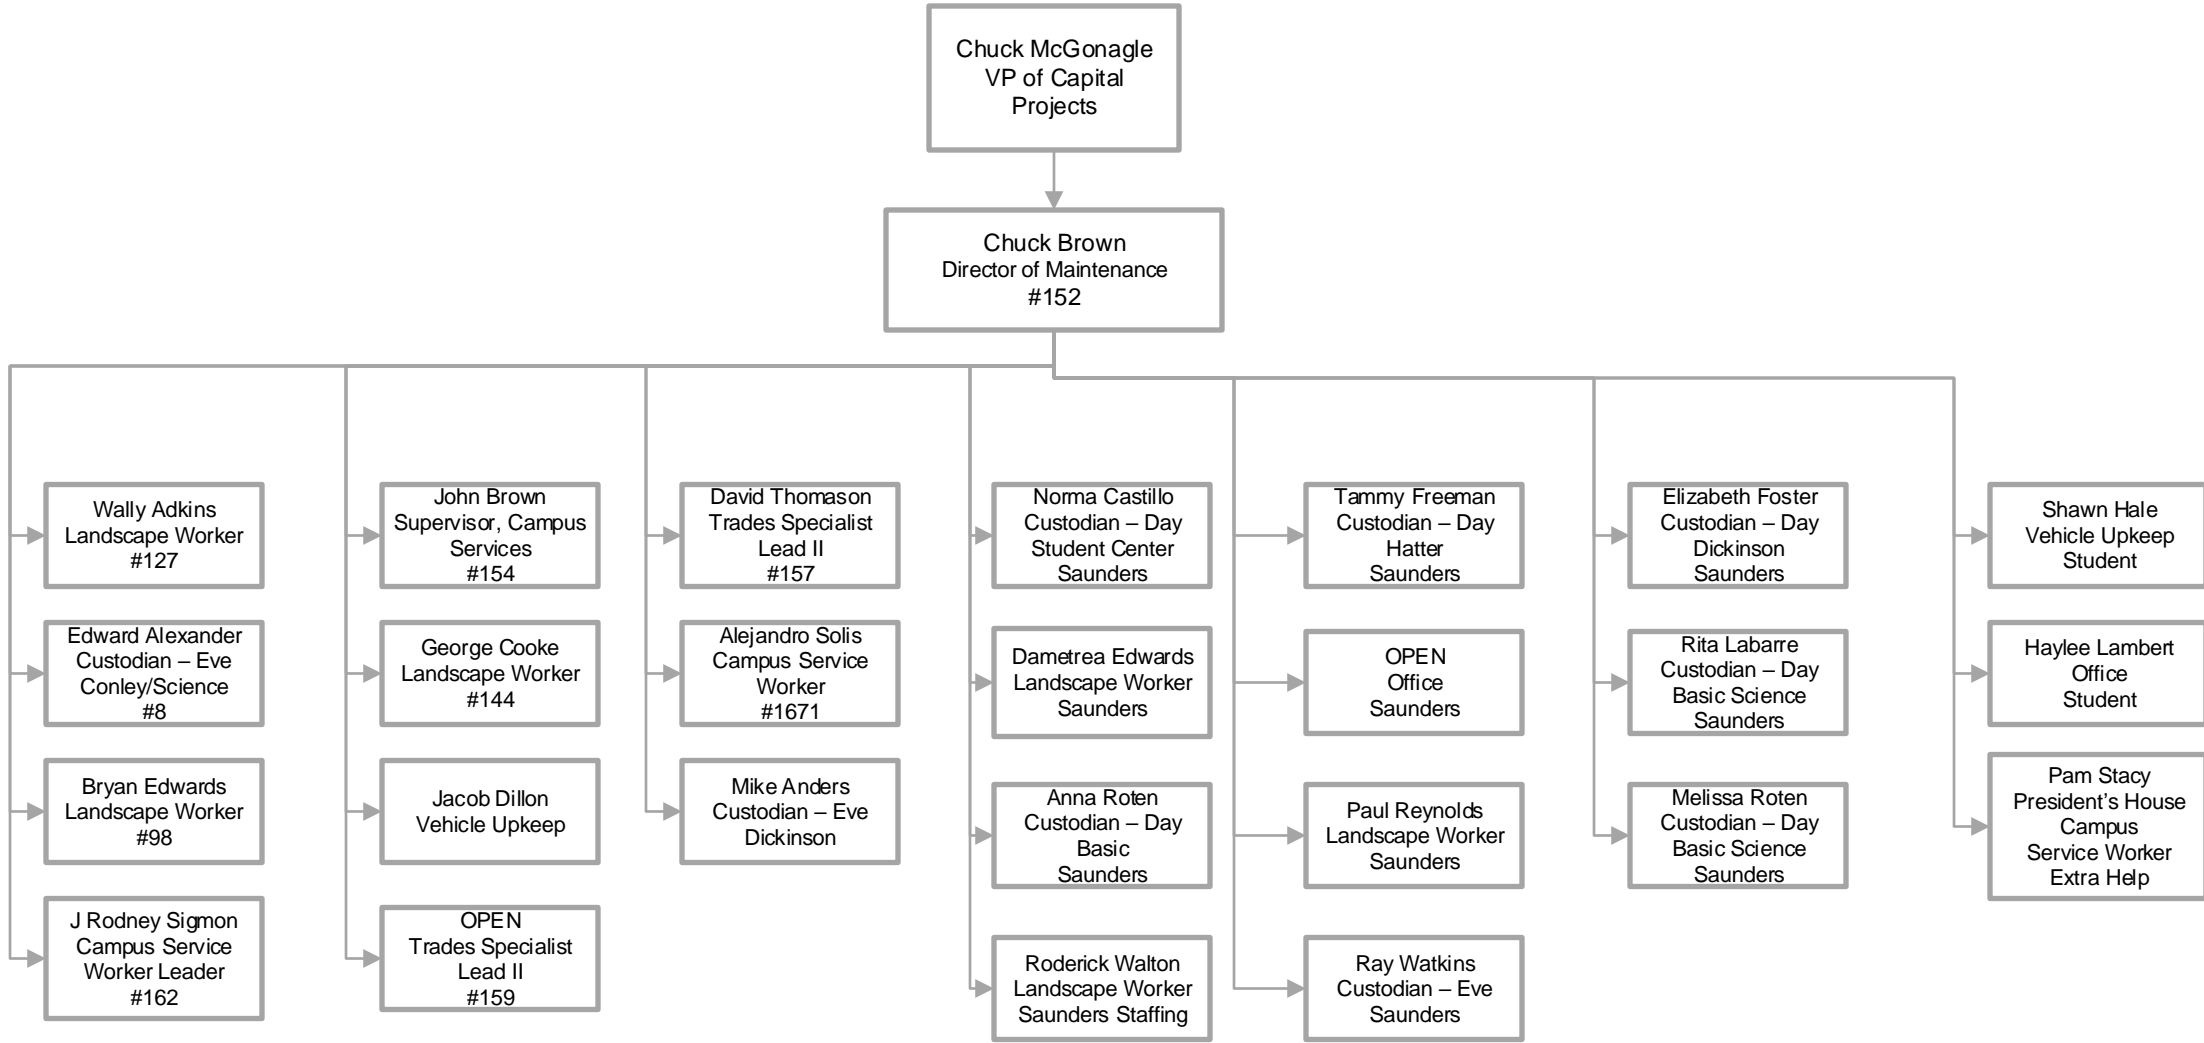 Chuck McGonagle
VP of Capital
Projects
Chuck Brown
Director of Maintenance
#152
Wally Adkins
Landscape Worker
#127
Edward Alexander
Custodian – Eve
Conley/Science
#8
Bryan Edwards
Landscape Worker
#98
J Rodney Sigmon
Campus Service
Worker Leader
#162
John Brown
Supervisor, Campus
Services
#154
George Cooke
Landscape Worker
#144
Jacob Dillon
Vehicle Upkeep
OPEN
Trades Specialist
Lead II
#159
David Thomason
Trades Specialist
Lead II
#157
Alejandro Solis
Campus Service
Worker
#1671
Mike Anders
Custodian – Eve
Dickinson
Norma Castillo
Custodian – Day
Student Center
Saunders
Dametrea Edwards
Landscape Worker
Saunders
Anna Roten
Custodian – Day
Basic
Saunders
Roderick Walton
Landscape Worker
Saunders Staffing
Tammy Freeman
Custodian – Day
Hatter
Saunders
OPEN
Office
Saunders
Paul Reynolds
Landscape Worker
Saunders
Ray Watkins
Custodian – Eve
Saunders
Elizabeth Foster
Custodian – Day
Dickinson
Saunders
Rita Labarre
Custodian – Day
Basic Science
Saunders
Melissa Roten
Custodian – Day
Basic Science
Saunders
Shawn Hale
Vehicle Upkeep
Student
Haylee Lambert
Office
Student
Pam Stacy
President’s House
Campus
Service Worker
Extra Help